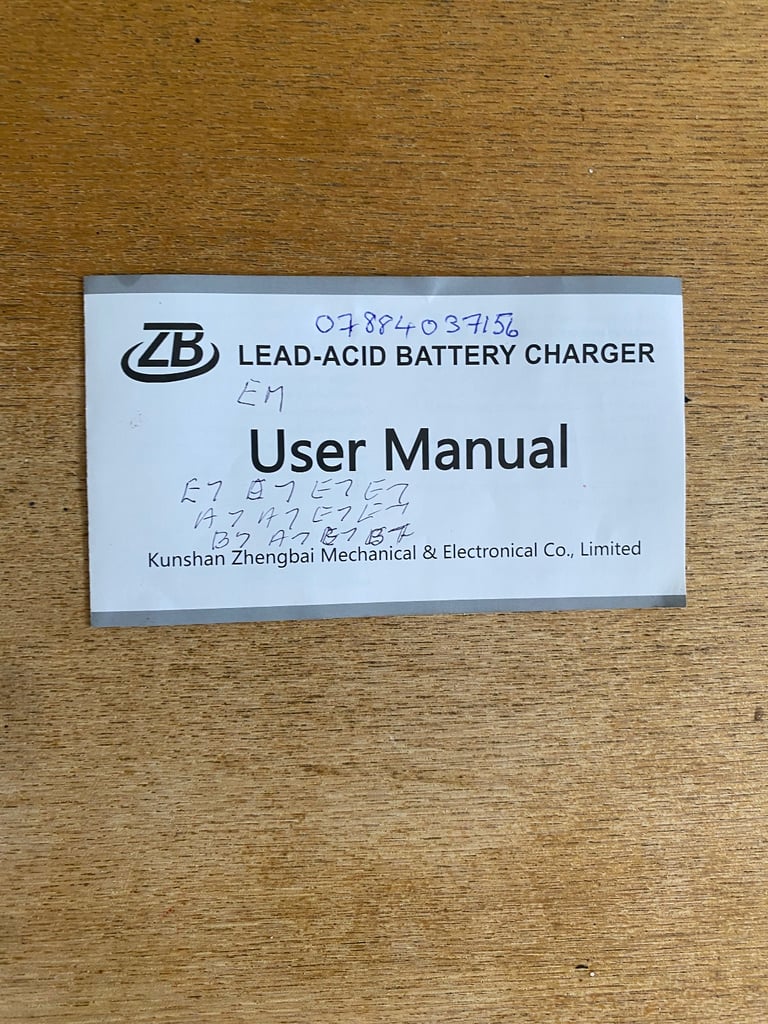 07884037156
ZB LEAD-ACID BATTERY CHARGER
EM
User Manual
E7 E7 E7
A7 A7 E7 E7
B7 A7 E7 B7
Kunshan Zhengbai Mechanical & Electronical Co., Limited